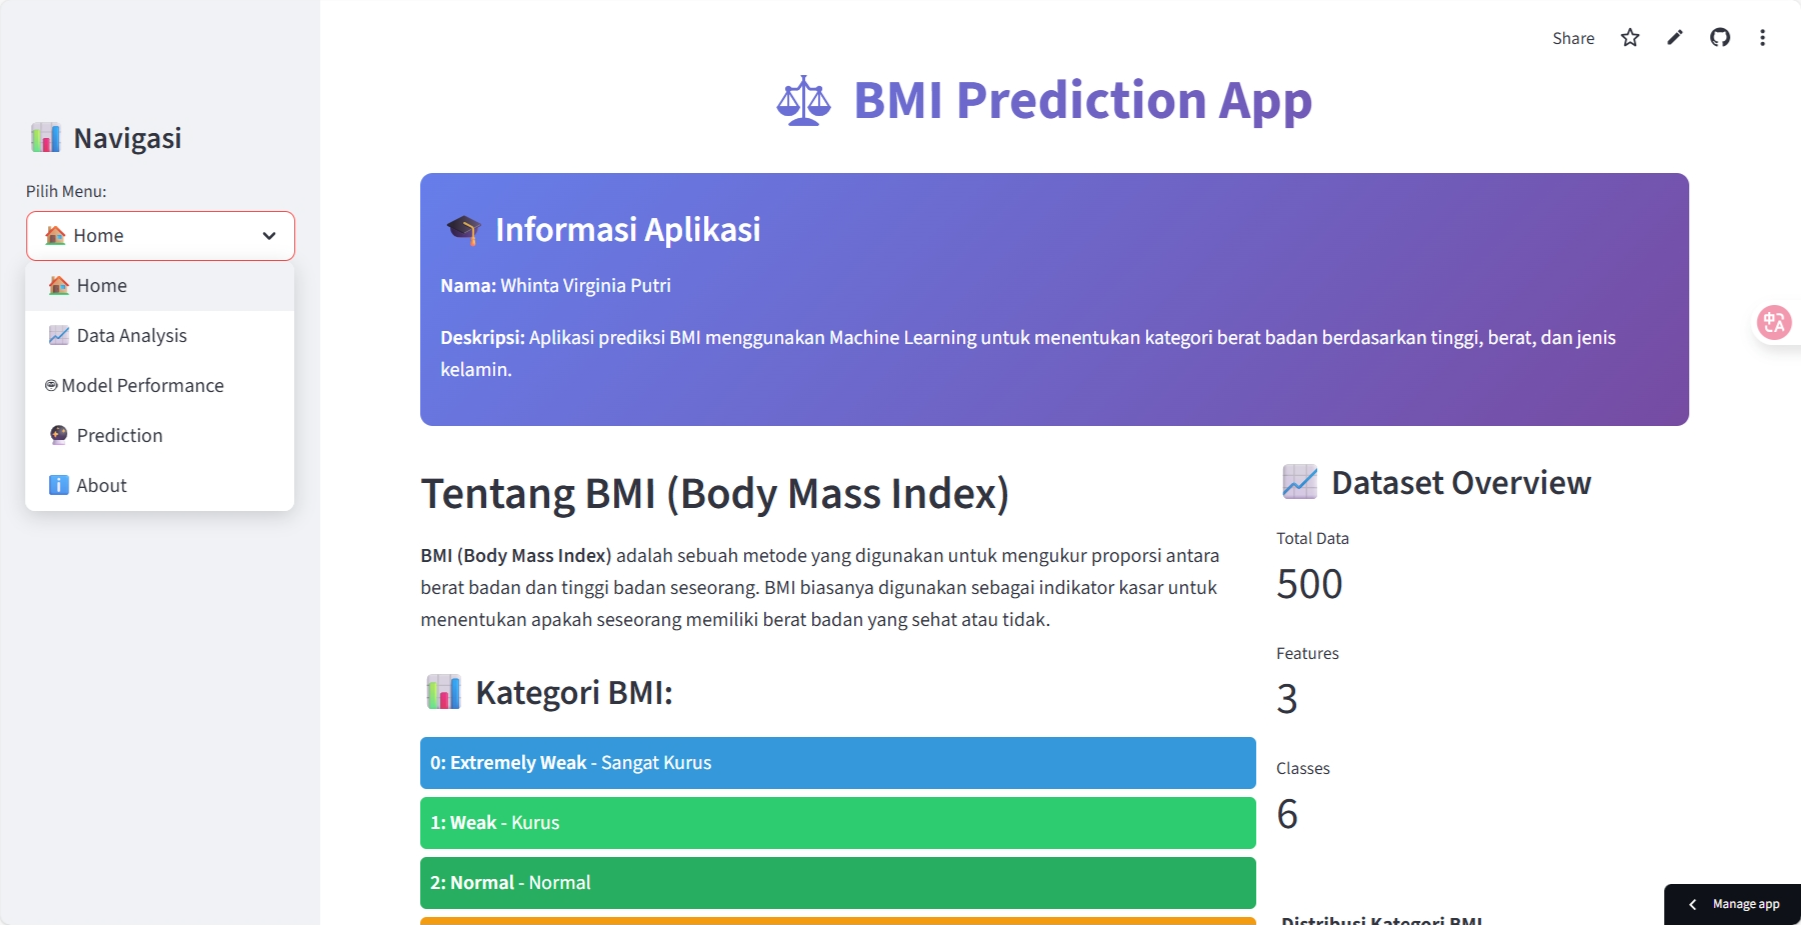 Share
Navigasi
Pilih Menu:
Home
Home
Data Analysis
Model Performance
Prediction
About
BMI Prediction App
Informasi Aplikasi
Nama: Whinta Virginia Putri
Deskripsi: Aplikasi prediksi BMI menggunakan Machine Learning untuk menentukan kategori berat badan berdasarkan tinggi, berat, dan jenis
kelamin.
Tentang BMI (Body Mass Index)
BMI (Body Mass Index) adalah sebuah metode yang digunakan untuk mengukur proporsi antara
berat badan dan tinggi badan seseorang. BMI biasanya digunakan sebagai indikator kasar untuk
menentukan apakah seseorang memiliki berat badan yang sehat atau tidak.
Kategori BMI:
0: Extremely Weak - Sangat Kurus
1: Weak - Kurus
2: Normal - Normal
Dataset Overview
Total Data
500
Features
3
Classes
6
Distribusi Kategori BMI
中A
Manage app